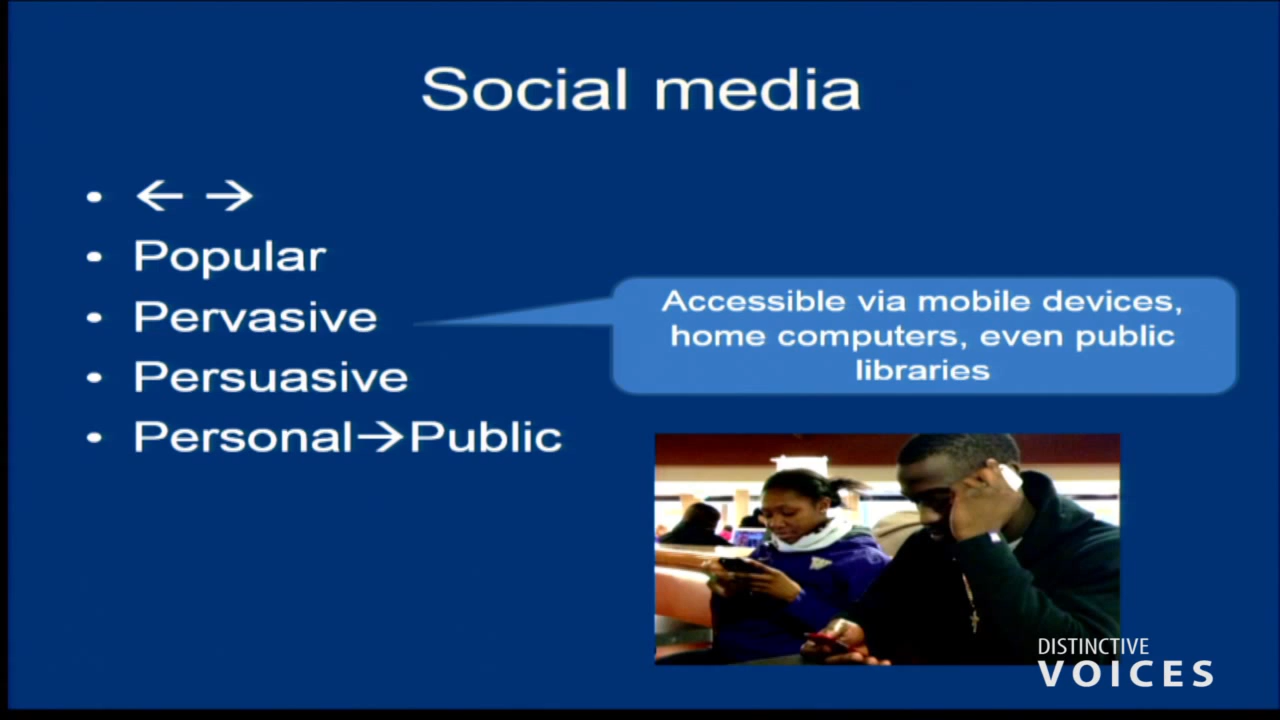 Social media
• ← →
• Popular
• Pervasive
• Persuasive
• Personal→Public
Accessible via mobile devices,
home computers, even public
libraries
DISTINCTIVE
VOICES